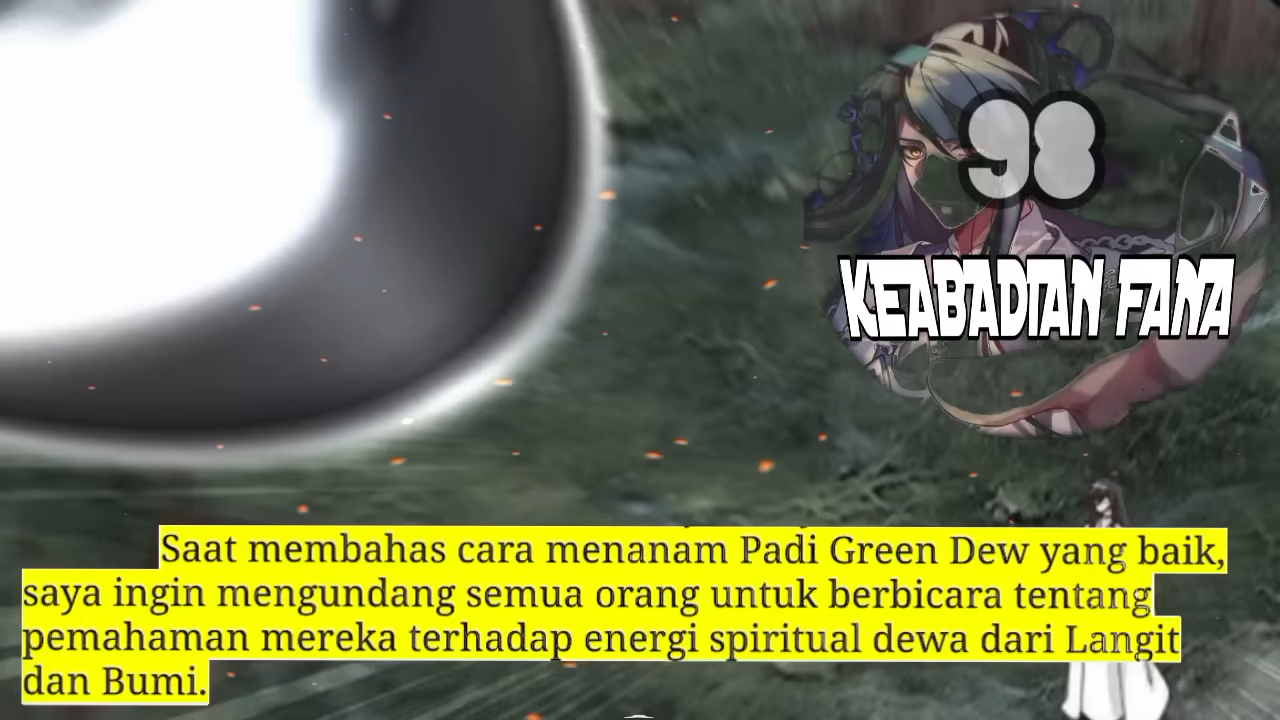 98
KEABADIAN FANA
Saat membahas cara menanam Padi Green Dew yang baik,
saya ingin mengundang semua orang untuk berbicara tentang
pemahaman mereka terhadap energi spiritual dewa dari Langit
dan Bumi.